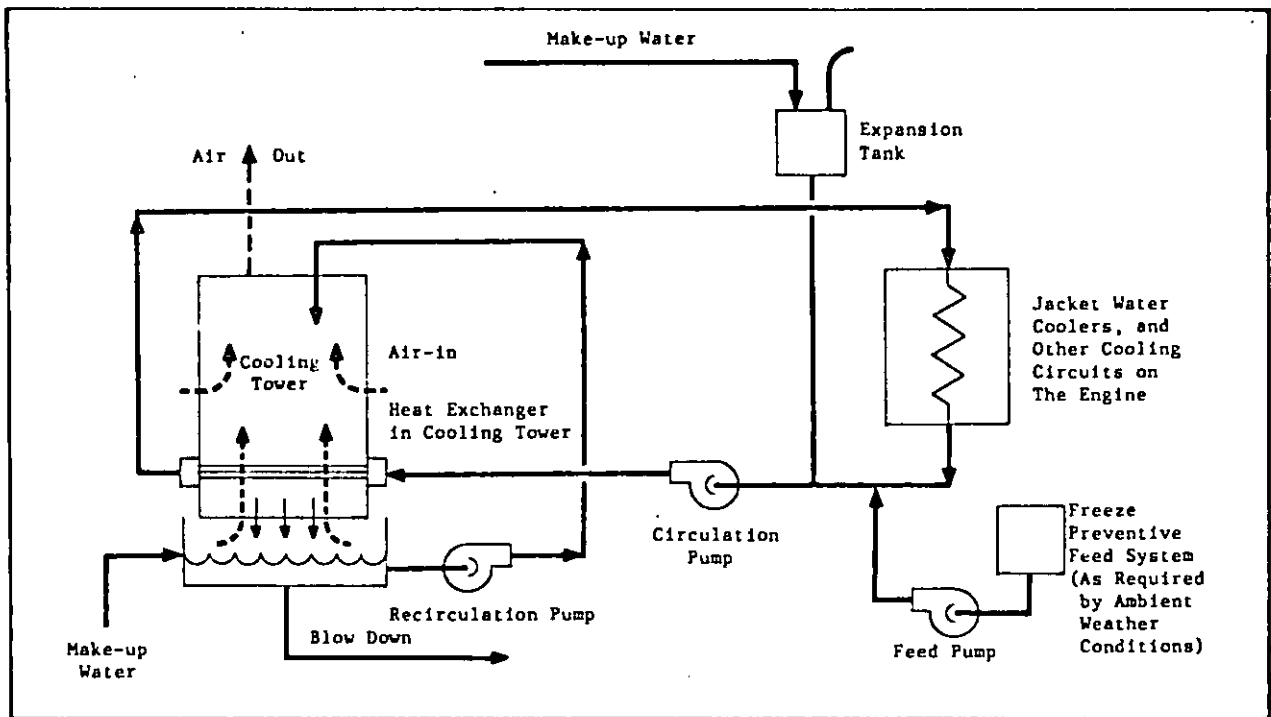 Make-up Water
Expansion
Tank
Air Out
Cooling
Tower
Air-in
Heat Exchanger
in Cooling Tower
Jacket Water
Coolers, and
Other Cooling
Circuits on
The Engine
Circulation
Pump
Freeze
Preventive
Feed System
(As Required
by Ambient
Weather
Conditions)
Feed Pump
Recirculation Pump
Blow Down
Make-up
Water